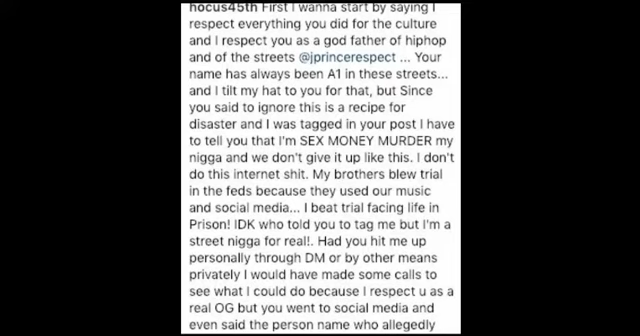 hocus45th First I wanna start by saying I
respect everything you did for the culture
and I respect you as a god father of hiphop
and of the streets @jprincerespect ... Your
name has always been A1 in these streets...
and I tilt my hat to you for that, but Since
you said to ignore this is a recipe for
disaster and I was tagged in your post I have
to tell you that I'm SEX MONEY MURDER my
nigga and we don't give it up like this. I don't
do this internet shit. My brothers blew trial
in the feds because they used our music
and social media... I beat trial facing life in
Prison! IDK who told you to tag me but I'm a
street nigga for real!. Had you hit me up
personally through DM or by other means
privately I would have made some calls to
see what I could do because I respect u as a
real OG but you went to social media and
even said the person name who allegedly